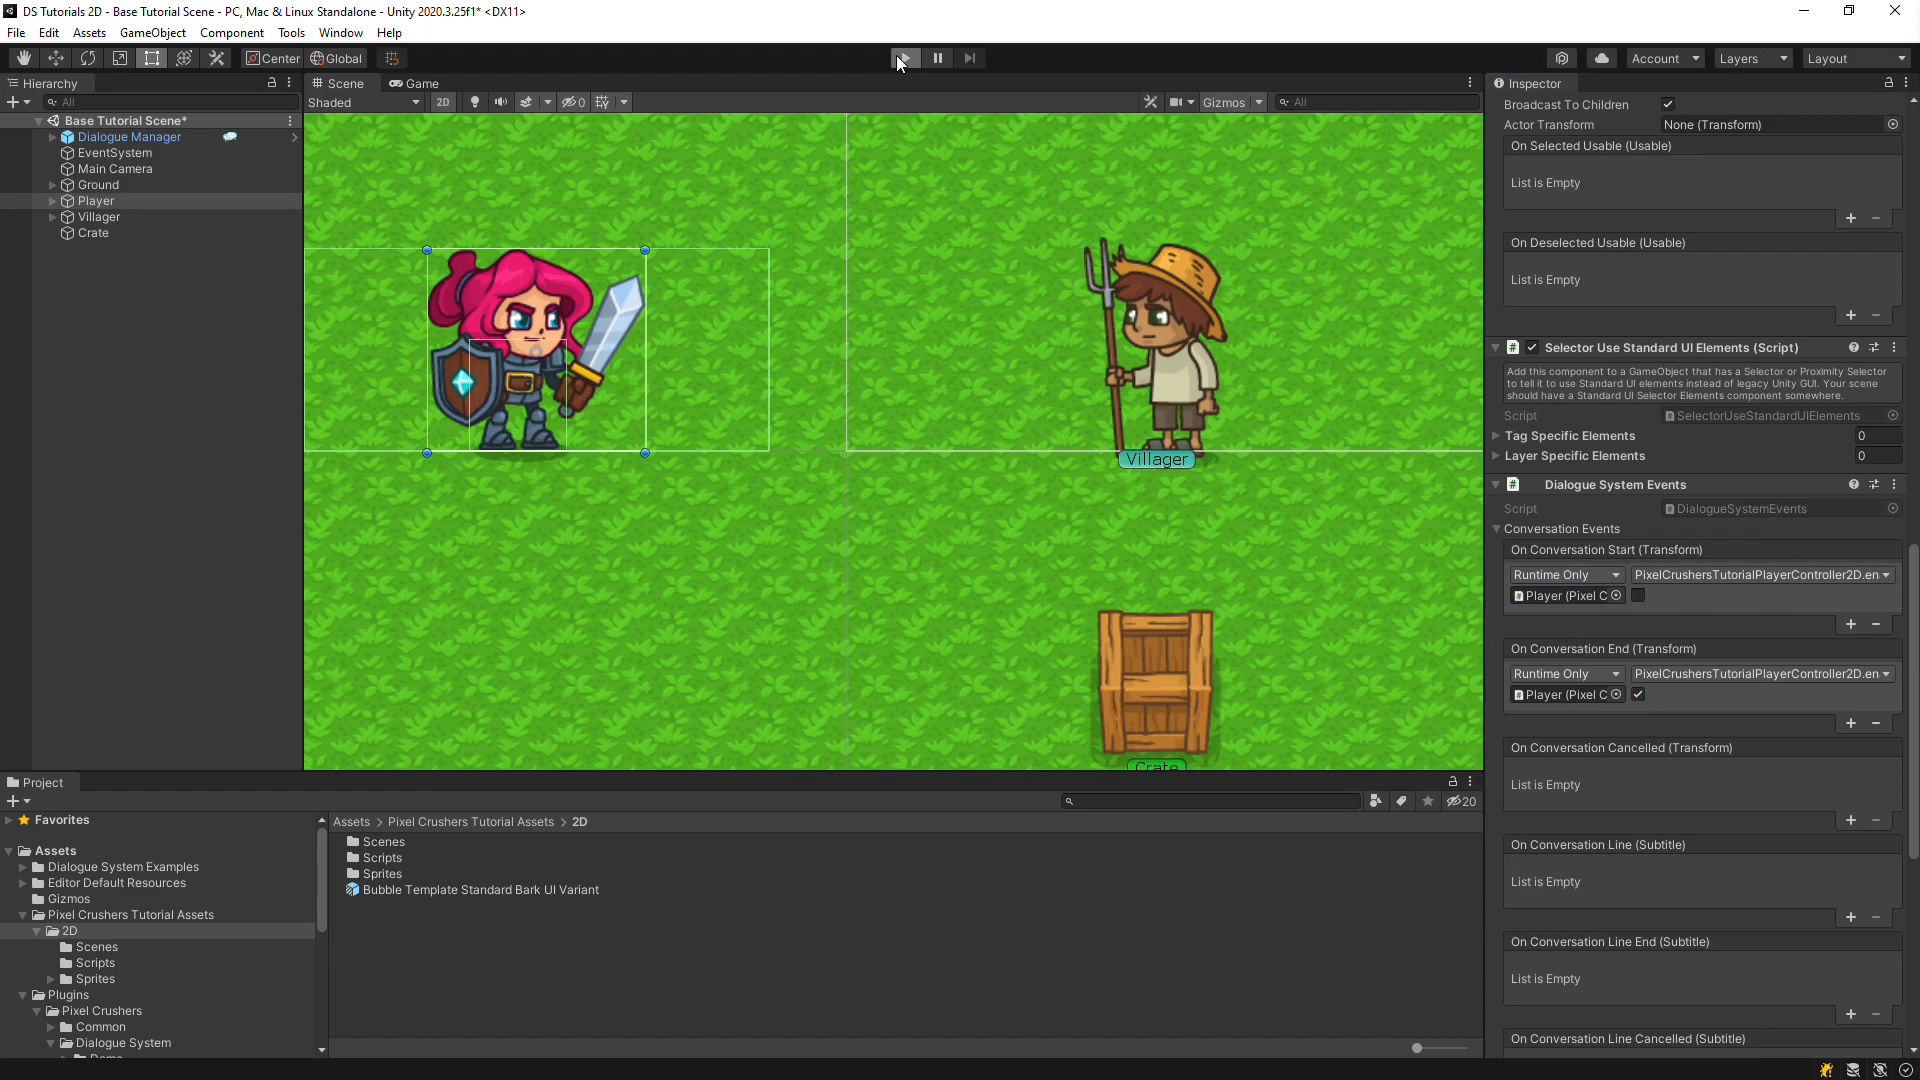 DS Tutorials 2D - Base Tutorial Scene - PC, Mac & Linux Standalone - Unity 2020.3.25f1* <DX11>
File Edit Assets GameObject Component Tools Window Help
Center Global Account Layers Layout
Hierarchy
All
Base Tutorial Scene*
Dialogue Manager
EventSystem
Main Camera
Ground
Player
Villager
Crate
Scene Game
Shaded 2D 0 Gizmos All
Villager
Crate
Inspector
Broadcast To Children
Actor Transform None (Transform)
On Selected Usable (Usable)
List is Empty
On Deselected Usable (Usable)
List is Empty
Selector Use Standard UI Elements (Script)
Add this component to a GameObject that has a Selector or Proximity Selector
to tell it to use Standard UI elements instead of legacy Unity GUI. Your scene
should have a Standard UI Selector Elements component somewhere.
Script SelectorUseStandardUIElements
Tag Specific Elements 0
Layer Specific Elements 0
Dialogue System Events
Script DialogueSystemEvents
Conversation Events
On Conversation Start (Transform)
Runtime Only PixelCrushersTutorialPlayerController2D.en
Player (Pixel C
On Conversation End (Transform)
Runtime Only PixelCrushersTutorialPlayerController2D.en
Player (Pixel C
On Conversation Cancelled (Transform)
List is Empty
On Conversation Line (Subtitle)
List is Empty
On Conversation Line End (Subtitle)
List is Empty
On Conversation Line Cancelled (Subtitle)
Project
20
Favorites
Assets
Dialogue System Examples
Editor Default Resources
Gizmos
Pixel Crushers Tutorial Assets
2D
Scenes
Scripts
Sprites
Plugins
Pixel Crushers
Common
Dialogue System
Assets > Pixel Crushers Tutorial Assets > 2D
Scenes
Scripts
Sprites
Bubble Template Standard Bark UI Variant